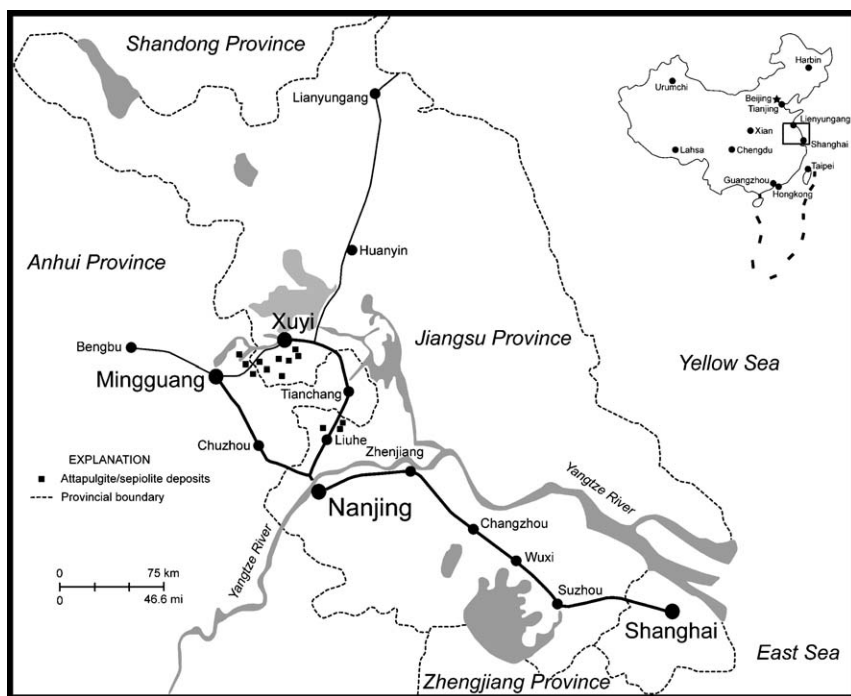 Shandong Province
Lianyungang
Harbin
Urumchi
Beijing
Tianjing
Lienyungang
Xian
Shanghai
Lahsa
Chengdu
Taipei
Guangzhou
Hongkong
Huanyin
Anhui Province
Xuyi
Jiangsu Province
Bengbu
Yellow Sea
Mingguang
Tianchang
Chuzhou
Liuhe
Zhenjiang
EXPLANATION
Attapulgite/sepiolite deposits
Provincial boundary
Nanjing
Yangtze River
Changzhou
Yangtze River
Wuxi
0 75 km
0 46.6 mi
Suzhou
Shanghai
East Sea
Zhengjiang Province